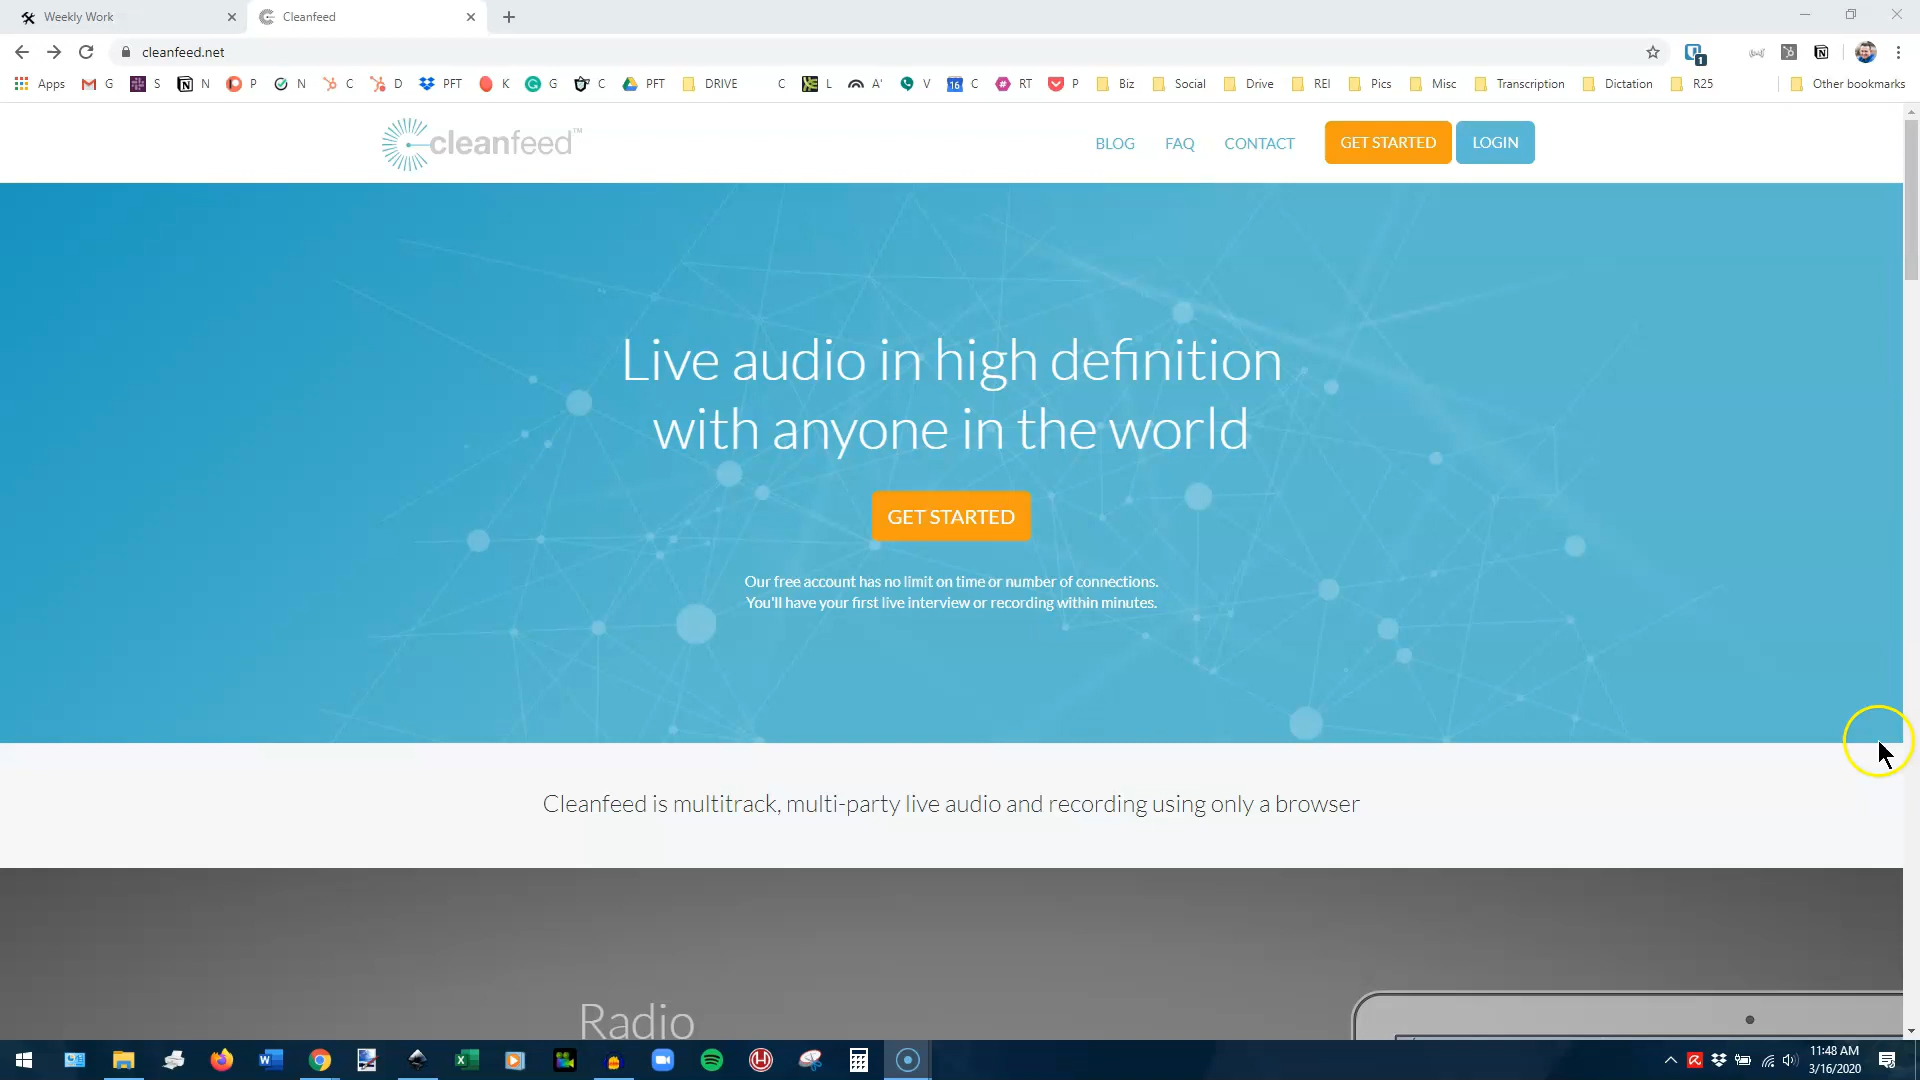 Weekly Work
Cleanfeed
cleanfeed.net
1
Apps G S N P N C D PFT K G C PFT DRIVE C L A' V 16 C RT P Biz Social Drive REI Pics Misc Transcription Dictation R25 Other bookmarks
cleanfeed™
BLOG FAQ CONTACT GET STARTED LOGIN
Live audio in high definition
with anyone in the world
GET STARTED
Our free account has no limit on time or number of connections.
You'll have your first live interview or recording within minutes.
Cleanfeed is multitrack, multi-party live audio and recording using only a browser
Radio
11:48 AM
3/16/2020